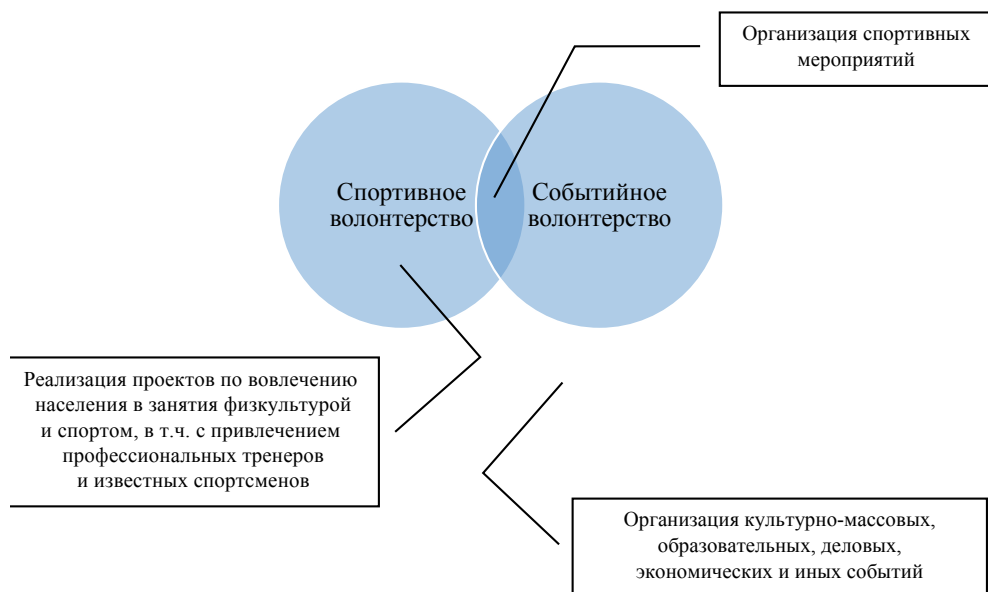 Организация спортивных
мероприятий
Спортивное
волонтерство
Событийное
волонтерство
Реализация проектов по вовлечению
населения в занятия физкультурой
и спортом, в т.ч. с привлечением
профессиональных тренеров
и известных спортсменов
Организация культурно-массовых,
образовательных, деловых,
экономических и иных событий